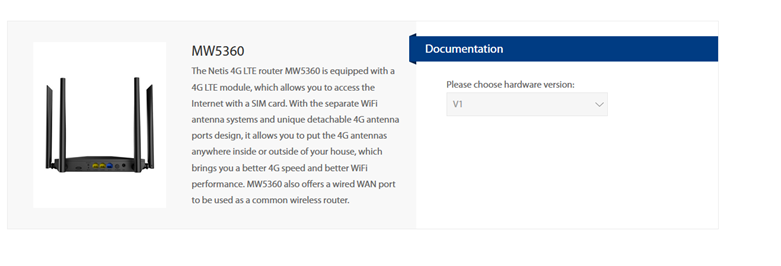 MW5360
The Netis 4G LTE router MW5360 is equipped with a
4G LTE module, which allows you to access the
Internet with a SIM card. With the separate WiFi
antenna systems and unique detachable 4G antenna
ports design, it allows you to put the 4G antennas
anywhere inside or outside of your house, which
brings you a better 4G speed and better WiFi
performance. MW5360 also offers a wired WAN port
to be used as a common wireless router.
Documentation
Please choose hardware version:
V1